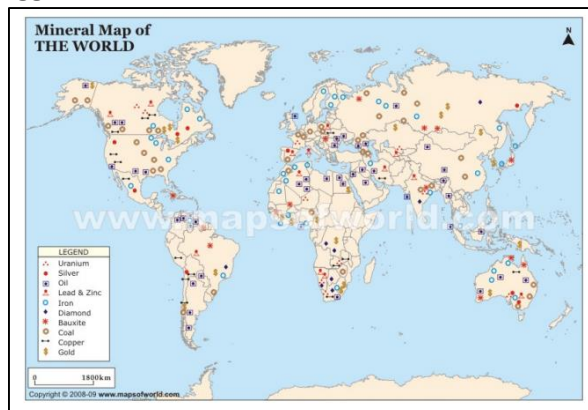 Mineral Map of
THE WORLD
N
www.mapsofworld.com
LEGEND
Uranium
Silver
Oil
Lead & Zinc
Iron
Diamond
Bauxite
Coal
Copper
Gold
0 1800km
Copyright © 2008-09 www.mapsofworld.com